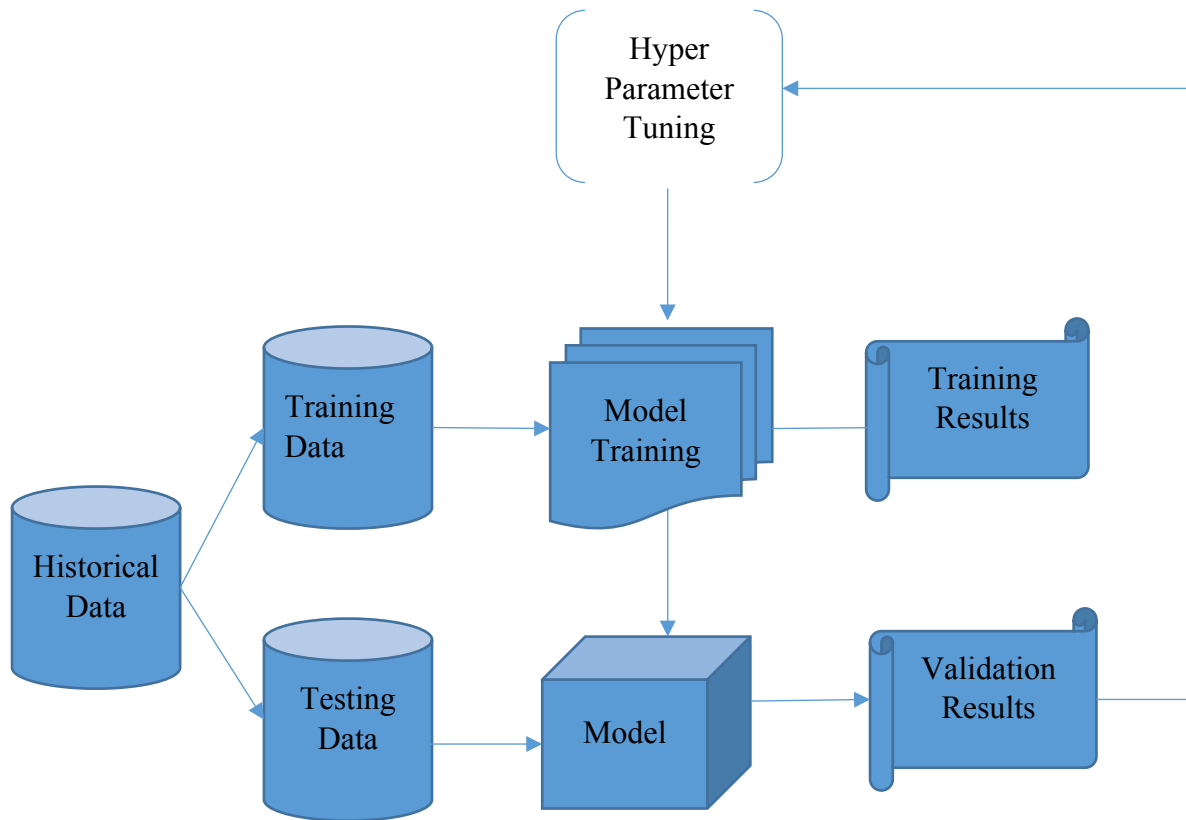 Hyper
Parameter
Tuning
Training
Data
Model
Training
Training
Results
Historical
Data
Testing
Data
Model
Validation
Results